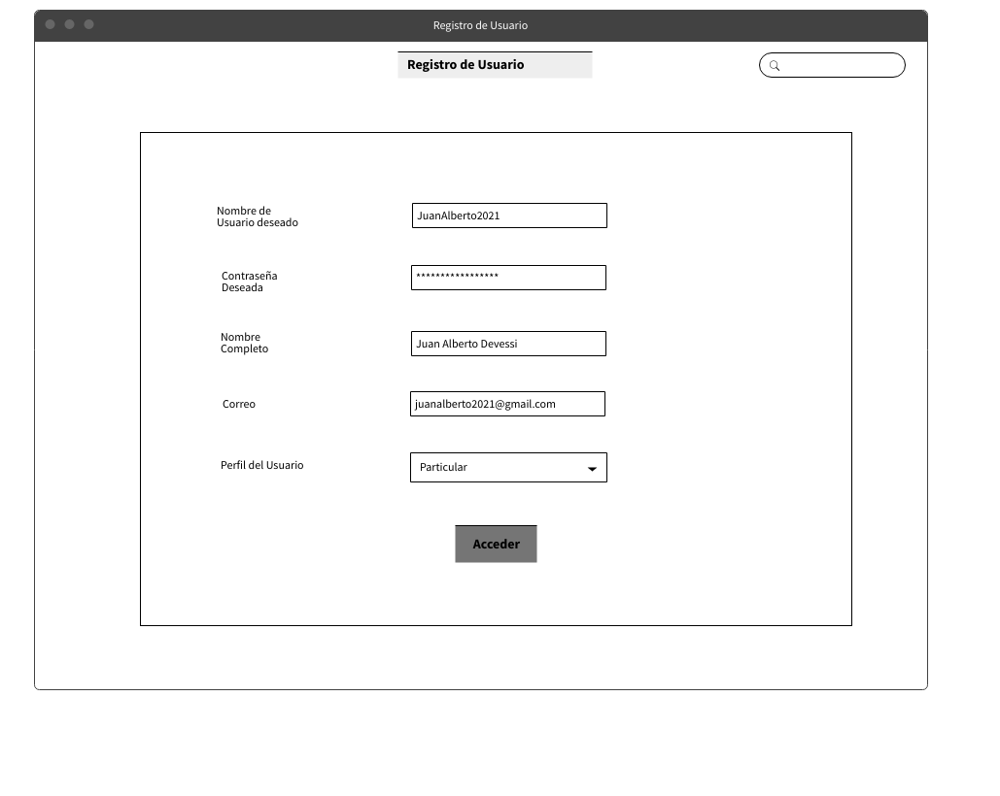 Registro de Usuario
Registro de Usuario
Nombre de
Usuario deseado
JuanAlberto2021
Contraseña
Deseada
*****************
Nombre
Completo
Juan Alberto Devessi
Correo
juanalberto2021@gmail.com
Perfil del Usuario
Particular
Acceder